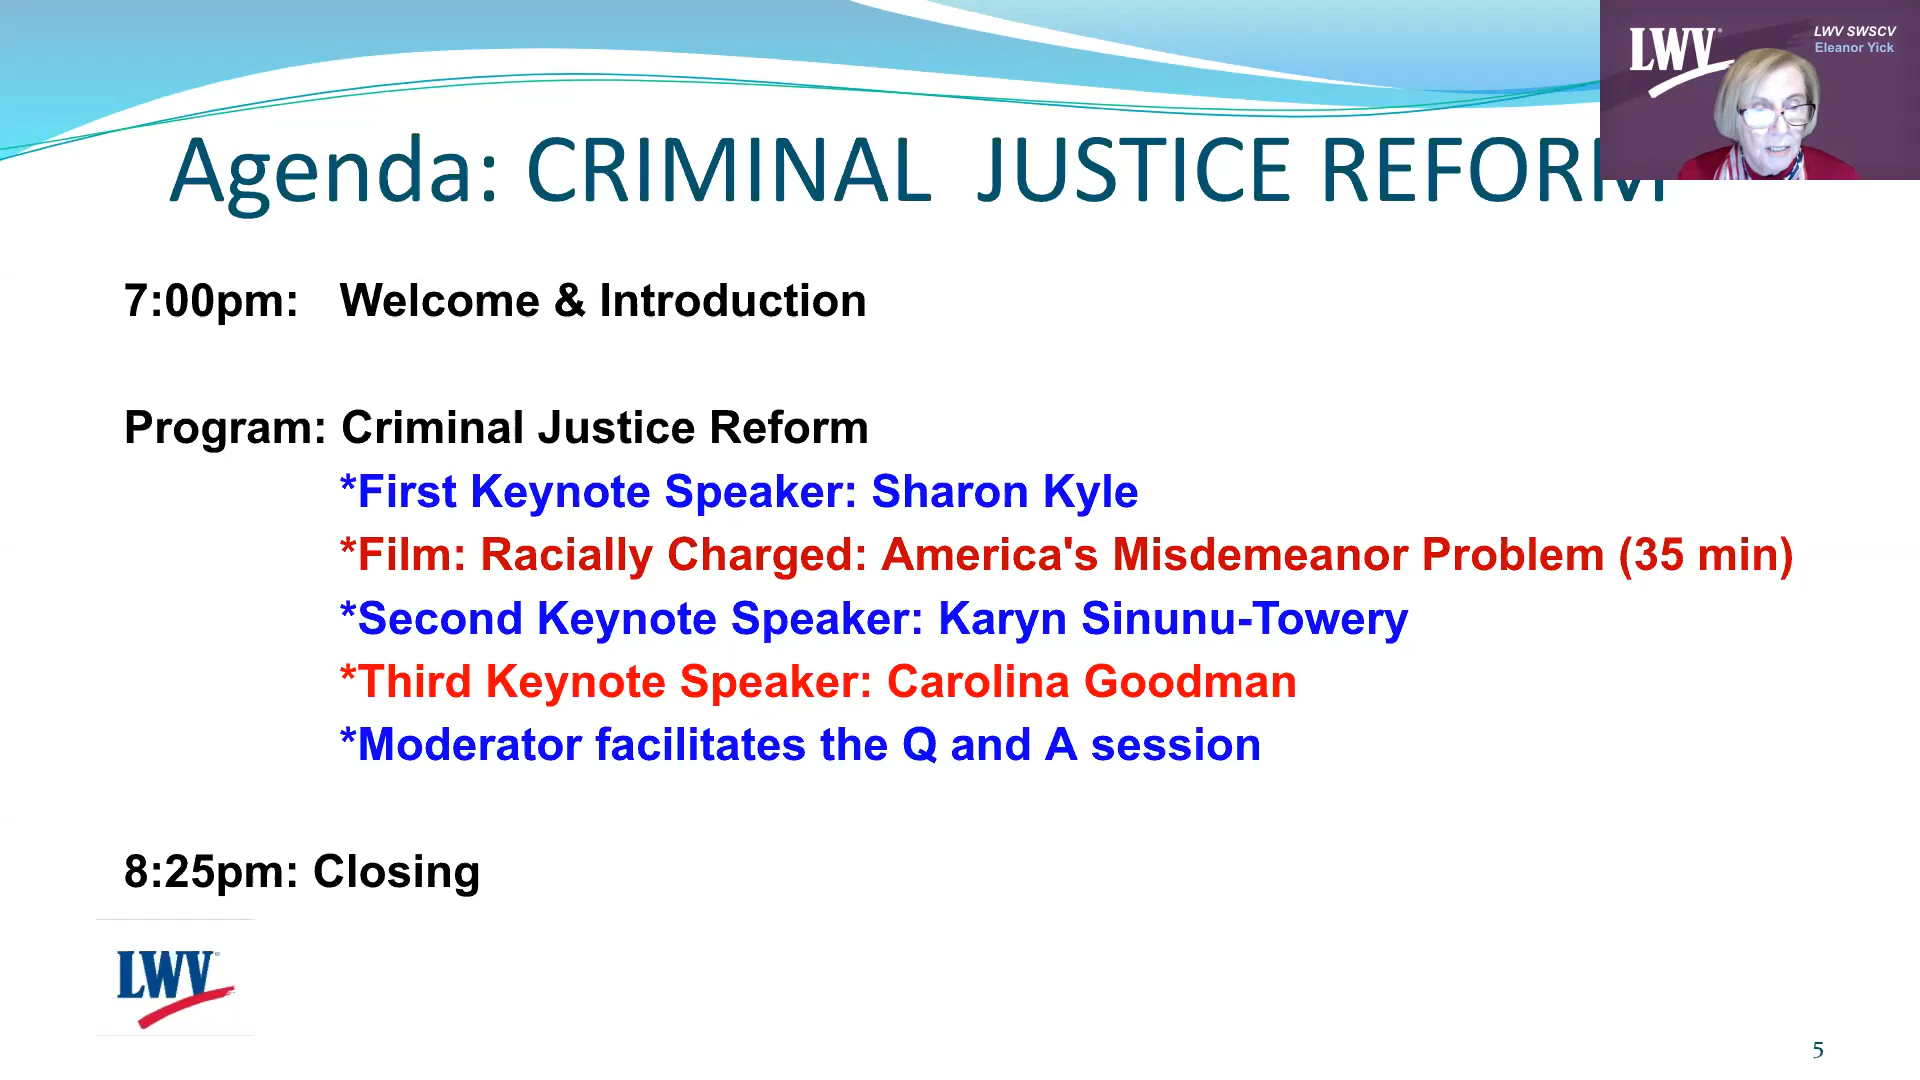 LWV
LWV SWSCV
Eleanor Yick
Agenda: CRIMINAL JUSTICE REFORM
7:00pm: Welcome & Introduction
Program: Criminal Justice Reform
*First Keynote Speaker: Sharon Kyle
*Film: Racially Charged: America's Misdemeanor Problem (35 min)
*Second Keynote Speaker: Karyn Sinunu-Towery
*Third Keynote Speaker: Carolina Goodman
*Moderator facilitates the Q and A session
8:25pm: Closing
LWV
5